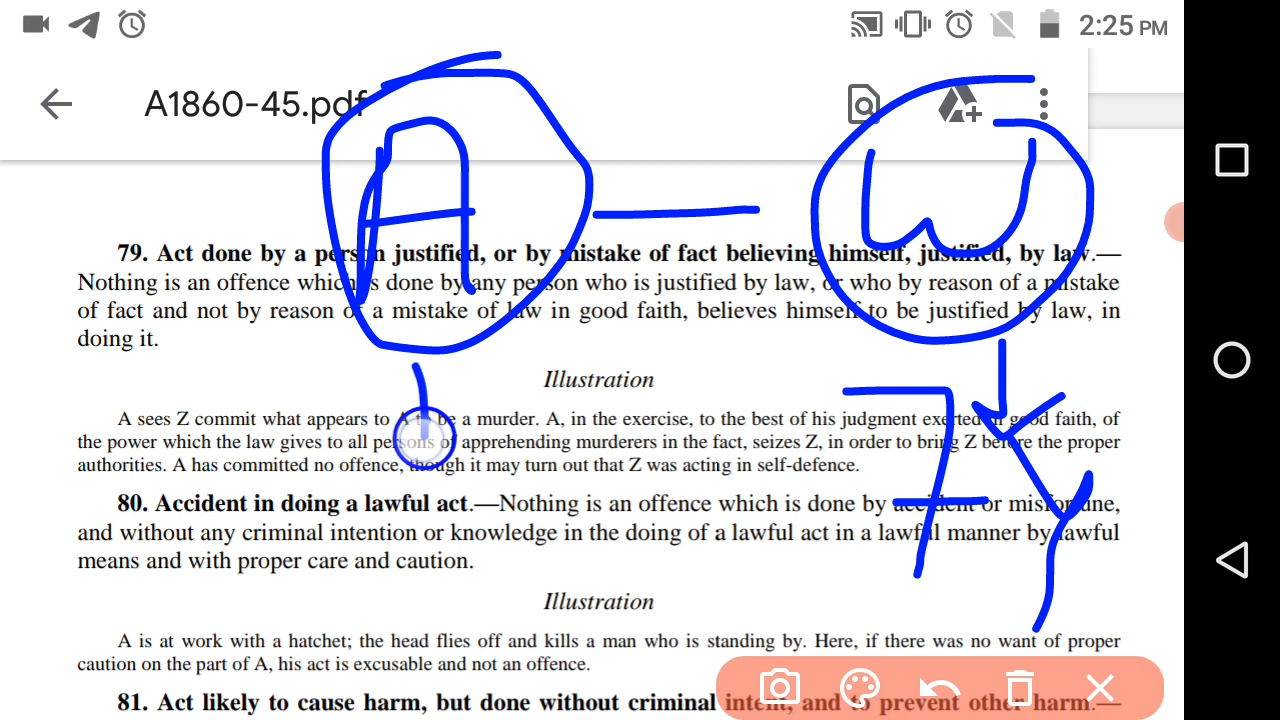 2:25 PM
A1860-45.pdf
A
W
79. Act done by a person justified, or by mistake of fact believing himself, justified, by law.—
Nothing is an offence which is done by any person who is justified by law, or who by reason of a mistake
of fact and not by reason of a mistake of law in good faith, believes himself to be justified by law, in
doing it.
Illustration
A sees Z commit what appears to A to be a murder. A, in the exercise, to the best of his judgment exerted in good faith, of
the power which the law gives to all persons of apprehending murderers in the fact, seizes Z, in order to bring Z before the proper
authorities. A has committed no offence, though it may turn out that Z was acting in self-defence.
7 y
80. Accident in doing a lawful act.—Nothing is an offence which is done by accident or misfortune,
and without any criminal intention or knowledge in the doing of a lawful act in a lawful manner by lawful
means and with proper care and caution.
Illustration
A is at work with a hatchet; the head flies off and kills a man who is standing by. Here, if there was no want of proper
caution on the part of A, his act is excusable and not an offence.
81. Act likely to cause harm, but done without criminal intent, and to prevent other harm.—